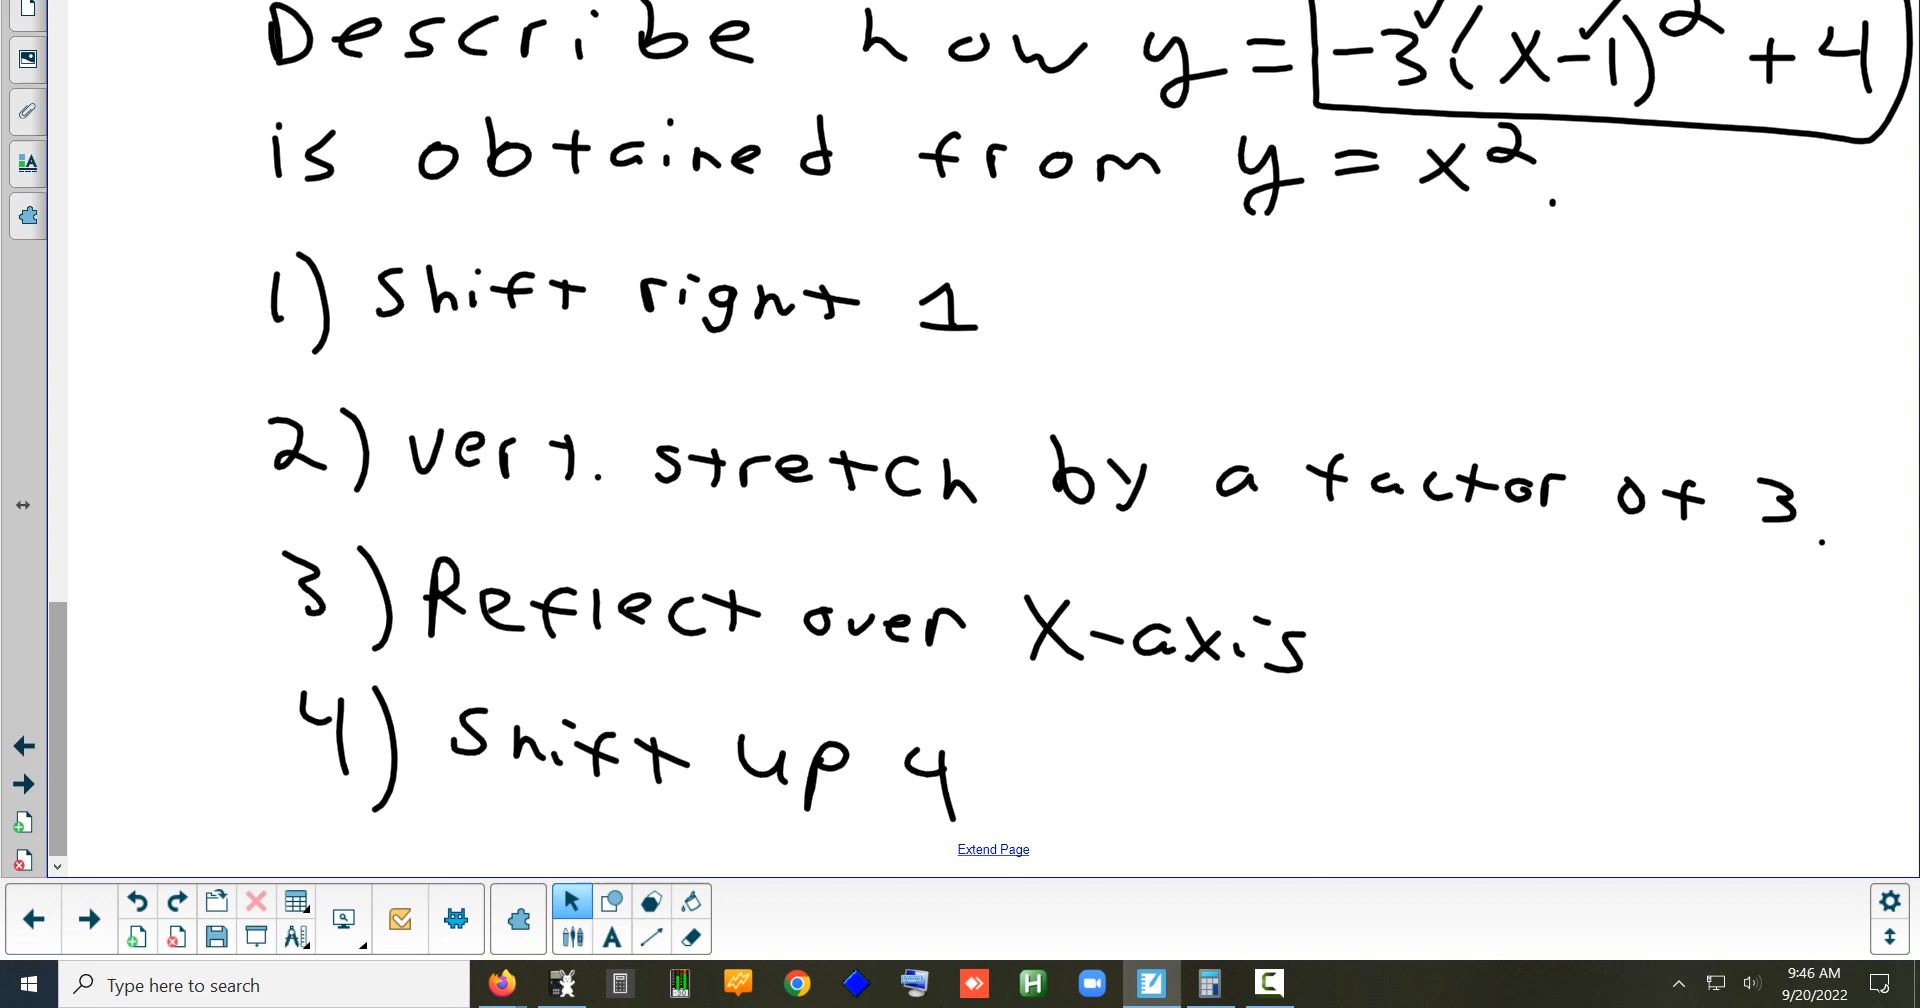 Describe how y = -3(x-1)² + 4
is obtained from y = x².
1) Shift right 1
2) vert. stretch by a factor of 3.
3) Reflect over X-axis
4) Shift up 4
Extend Page
Type here to search
9:46 AM
9/20/2022